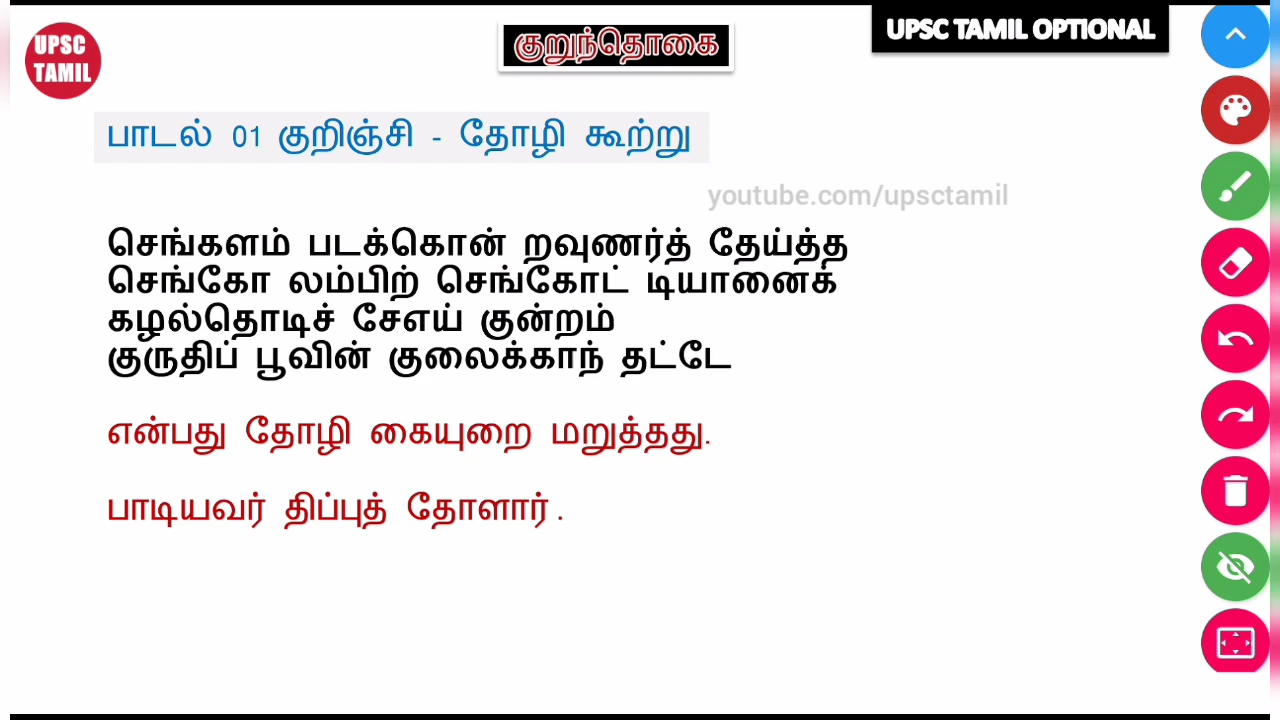 UPSC TAMIL
குறுந்தொகை
UPSC TAMIL OPTIONAL
பாடல் 01 குறிஞ்சி - தோழி கூற்று
youtube.com/upsctamil
செங்களம் படக்கொன் றவுணர்த் தேய்த்த
செங்கோ லம்பிற் செங்கோட் டியானைக்
கழல்தொடிச் சேஎய் குன்றம்
குருதிப் பூவின் குலைக்காந் தட்டே
என்பது தோழி கையுறை மறுத்தது.
பாடியவர் திப்புத் தோளார்.